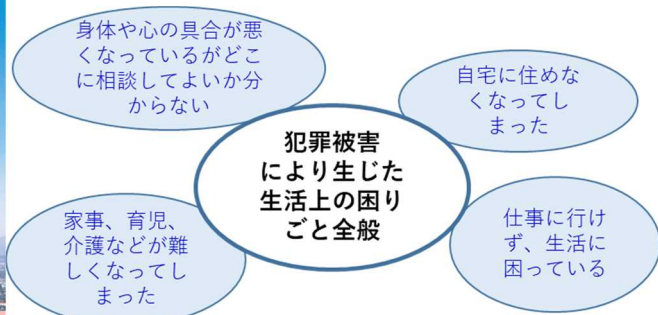 身体や心の具合が悪
くなっているがどこ
に相談してよいか分
からない
自宅に住めな
くなってし
まった
犯罪被害
により生じた
生活上の困り
ごと全般
家事、育児、
介護などが難
しくなってし
まった
仕事に行け
ず、生活に
困っている